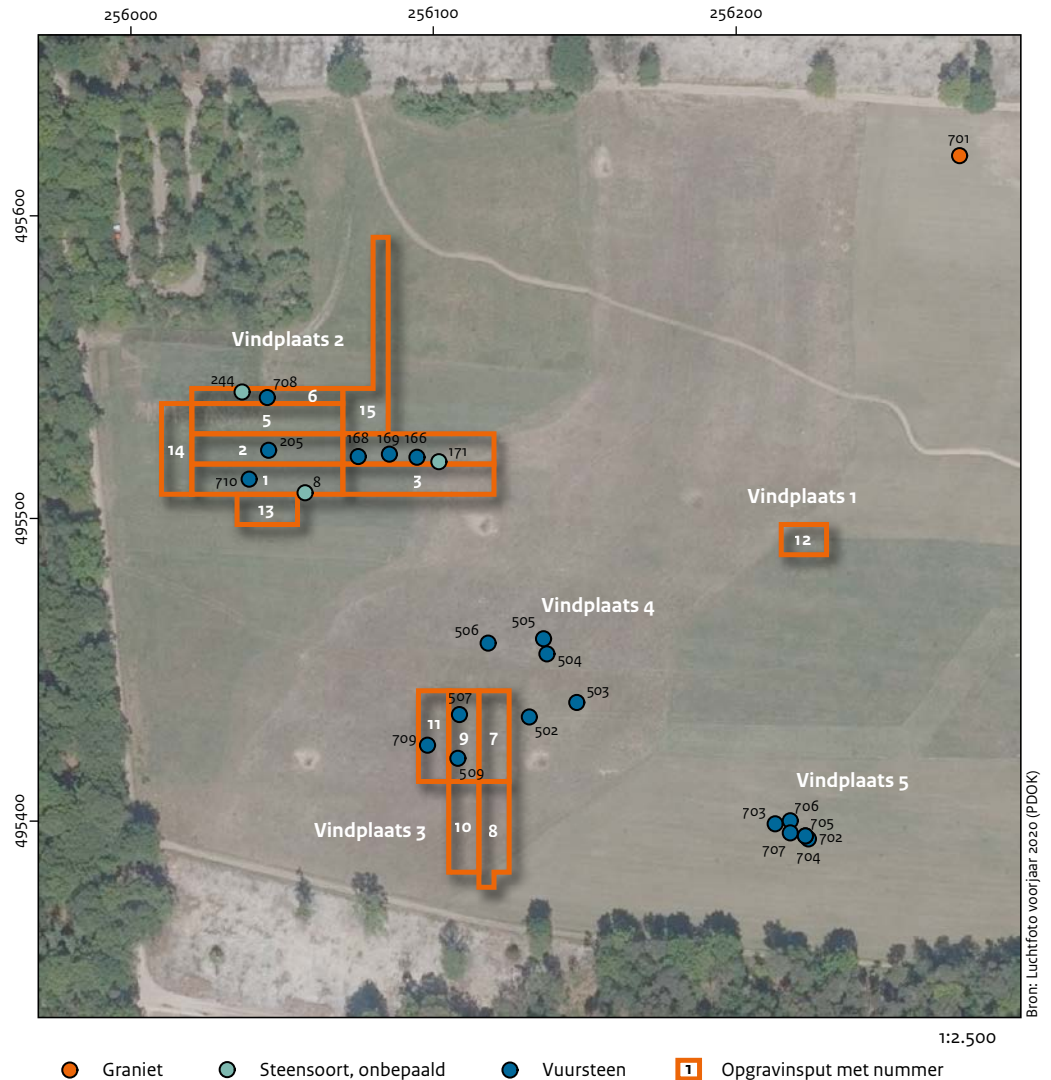 256000 256100 256200
701
495600
Vindplaats 2
244 708 6
15
5
14 2 205 168 169 166 171
710 1 8 3
13
495500
Vindplaats 1
12
Vindplaats 4
505
506
504
503
507
502
11 9 7
709
509
Vindplaats 5
703 706
705
702
707 704
495400
Vindplaats 3 10 8
Bron: Luchtfoto voorjaar 2020 (PDOK)
1:2.500
Graniet Steensoort, onbepaald Vuursteen 1 Opgravinsput met nummer